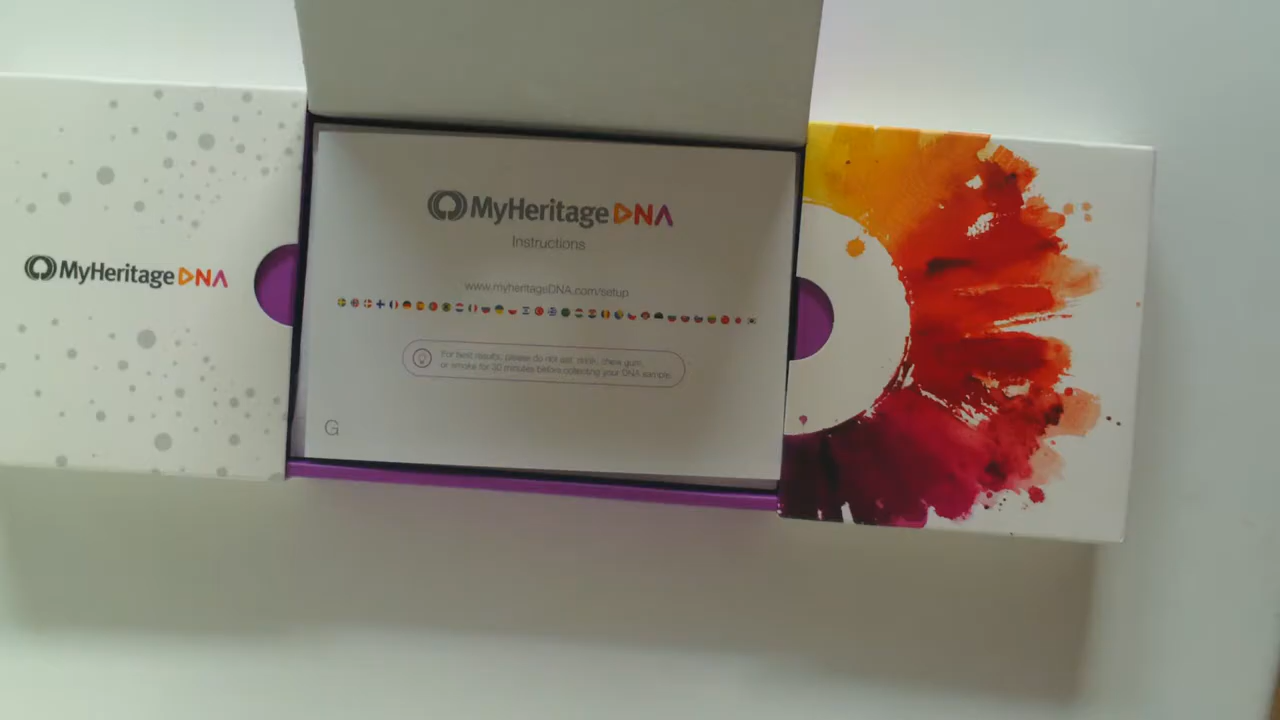 MyHeritage DNA
MyHeritage DNA
Instructions
www.myheritageDNA.com/setup
For best results, please do not eat, drink, chew gum,
or smoke for 30 minutes before collecting your DNA sample.
G